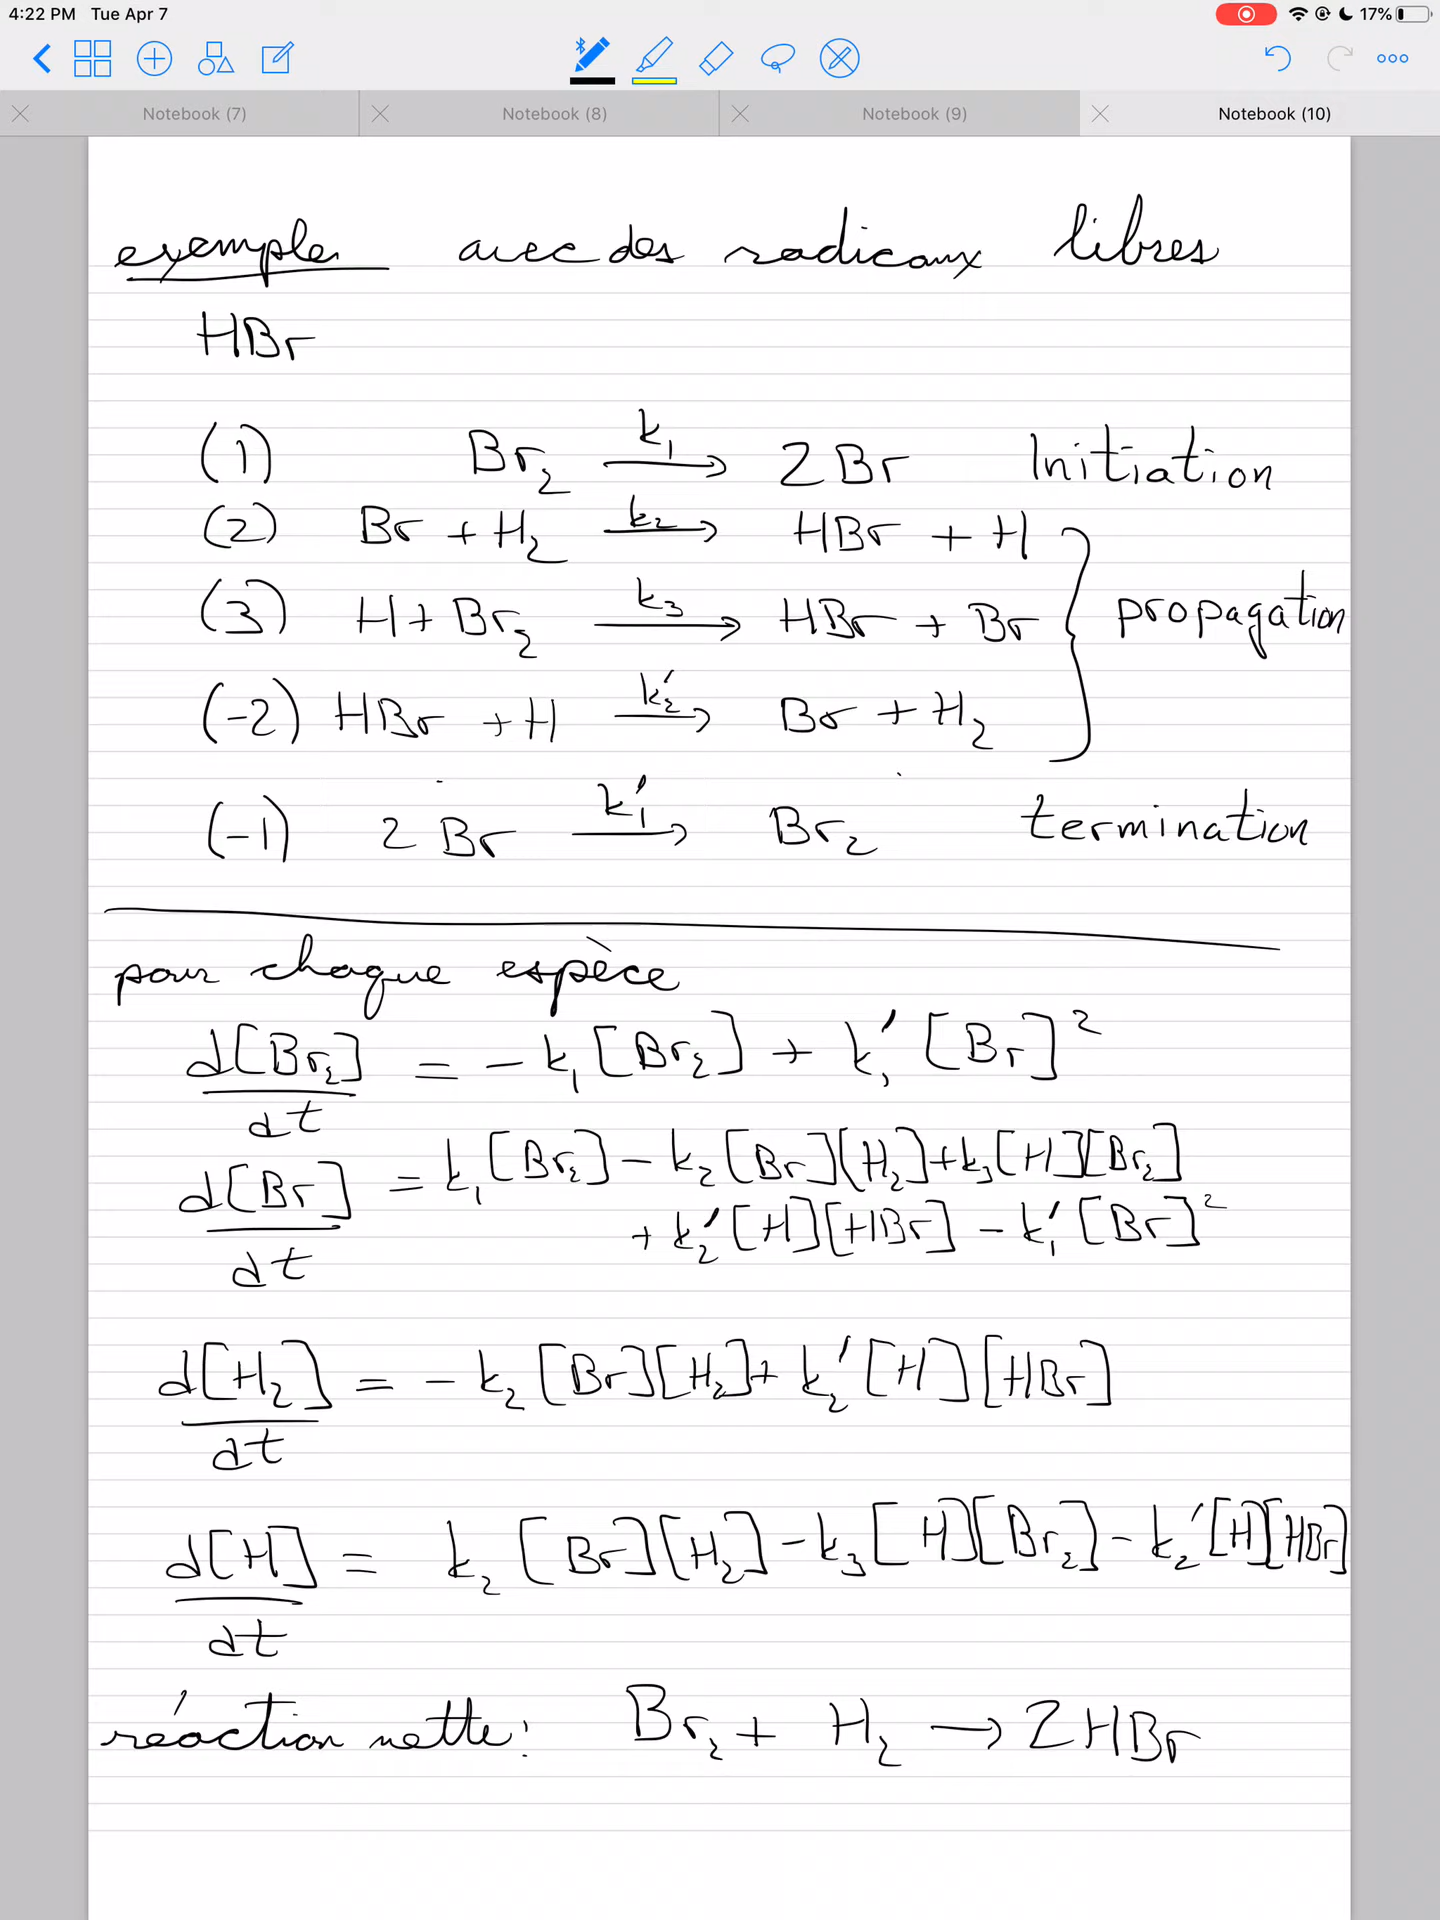 4:22 PM Tue Apr 7 17%
Notebook (7) Notebook (8) Notebook (9) Notebook (10)
exemple avec des radicaux libres
HBr
(1) Br₂ —k₁→ 2Br Initiation
(2) Br + H₂ —k₂→ HBr + H
(3) H + Br₂ —k₃→ HBr + Br } propagation
(-2) HBr + H —k₂'→ Br + H₂
(-1) 2 Br —k₁'→ Br₂ termination
pour chaque espèce
d[Br₂]/dt = - k₁[Br₂] + k₁'[Br]²
d[Br]/dt = k₁[Br₂] - k₂[Br][H₂] + k₃[H][Br₂]
+ k₂'[H][HBr] - k₁'[Br]²
d[H₂]/dt = - k₂[Br][H₂] + k₂'[H][HBr]
d[H]/dt = k₂[Br][H₂] - k₃[H][Br₂] - k₂'[H][HBr]
réaction nette: Br₂ + H₂ → 2HBr